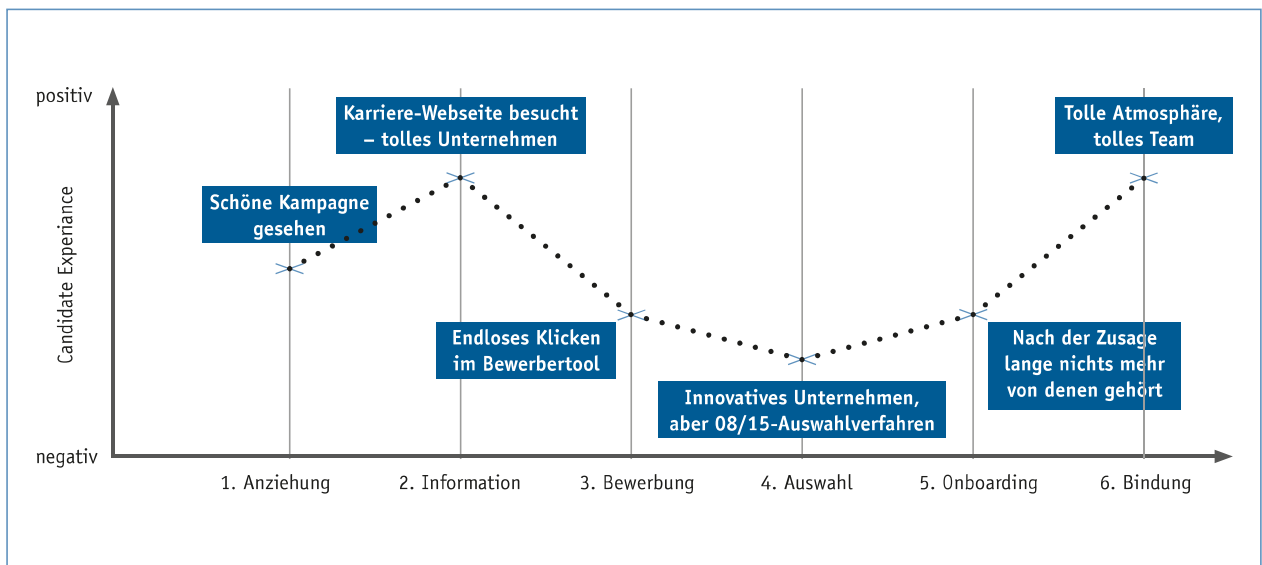 positiv
Karriere-Webseite besucht
– tolles Unternehmen
Tolle Atmosphäre,
tolles Team
Schöne Kampagne
gesehen
Candidate Experiance
Endloses Klicken
im Bewerbertool
Nach der Zusage
lange nichts mehr
von denen gehört
Innovatives Unternehmen,
aber 08/15-Auswahlverfahren
negativ
1. Anziehung
2. Information
3. Bewerbung
4. Auswahl
5. Onboarding
6. Bindung